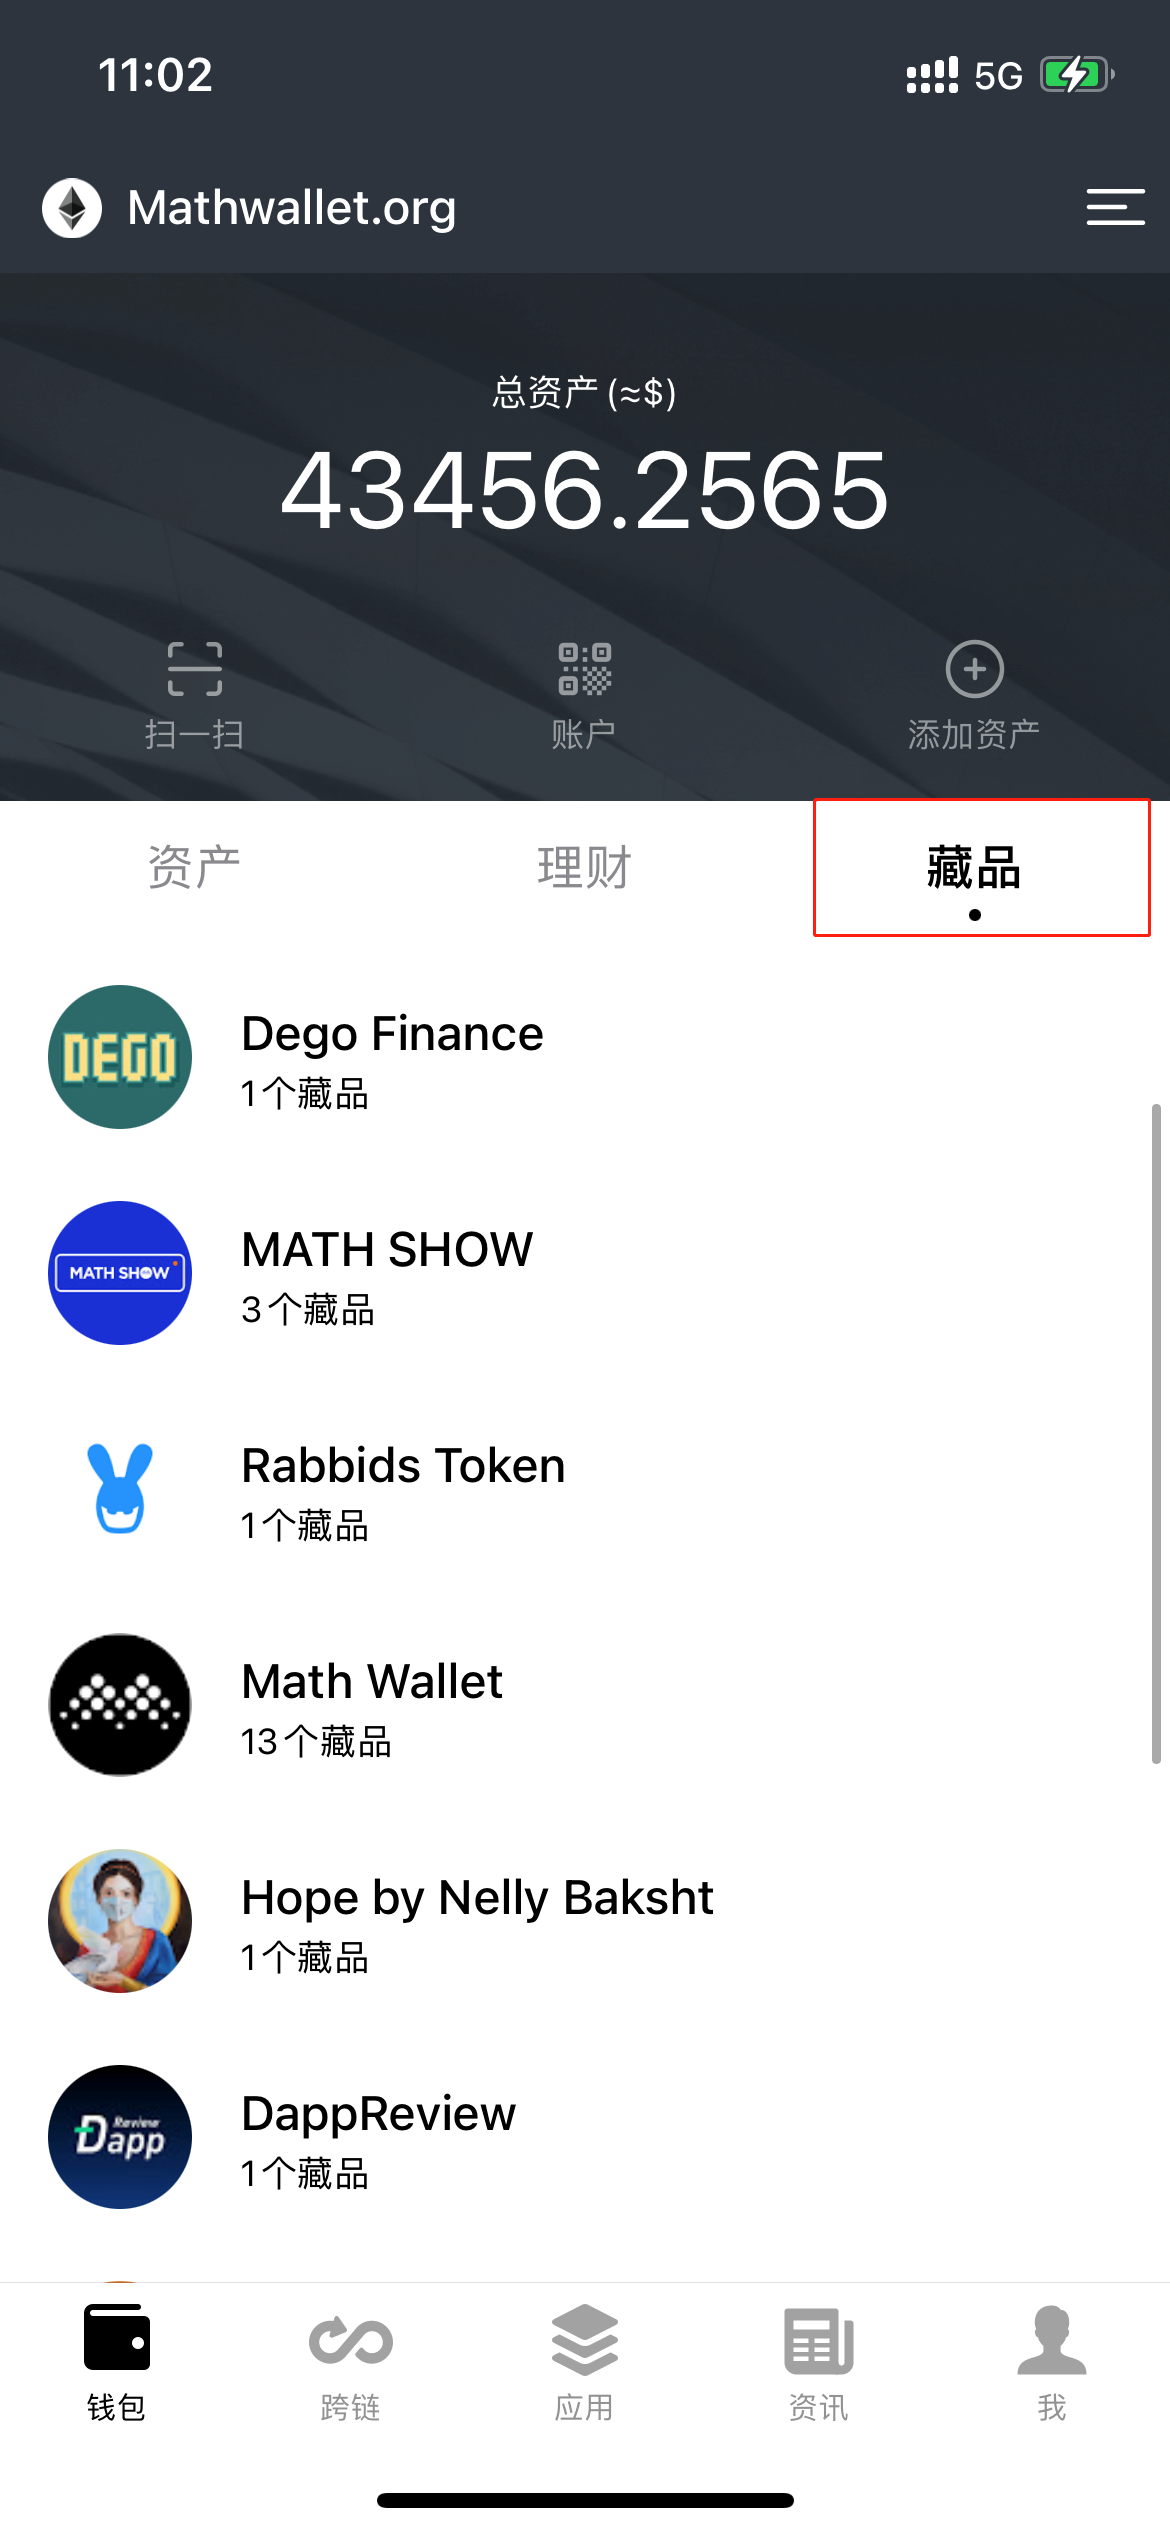 11:02
5G
Mathwallet.org
总资产 (≈$)
43456.2565
扫一扫
账户
添加资产
资产
理财
藏品
DEGO
Dego Finance
1个藏品
MATH SHOW
MATH SHOW
3个藏品
Rabbids Token
1个藏品
Math Wallet
13个藏品
Hope by Nelly Baksht
1个藏品
Review
Dapp
DappReview
1个藏品
钱包
跨链
应用
资讯
我